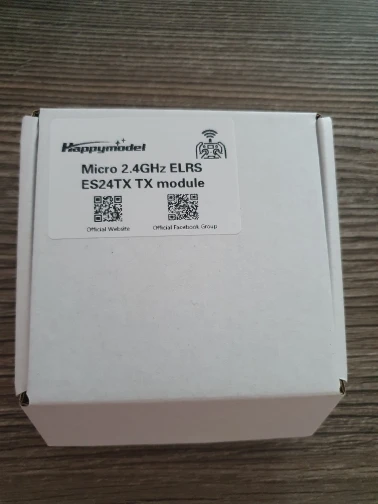 Happymodel
Micro 2.4GHz ELRS
ES24TX TX module
Official Website
Official Facebook Group